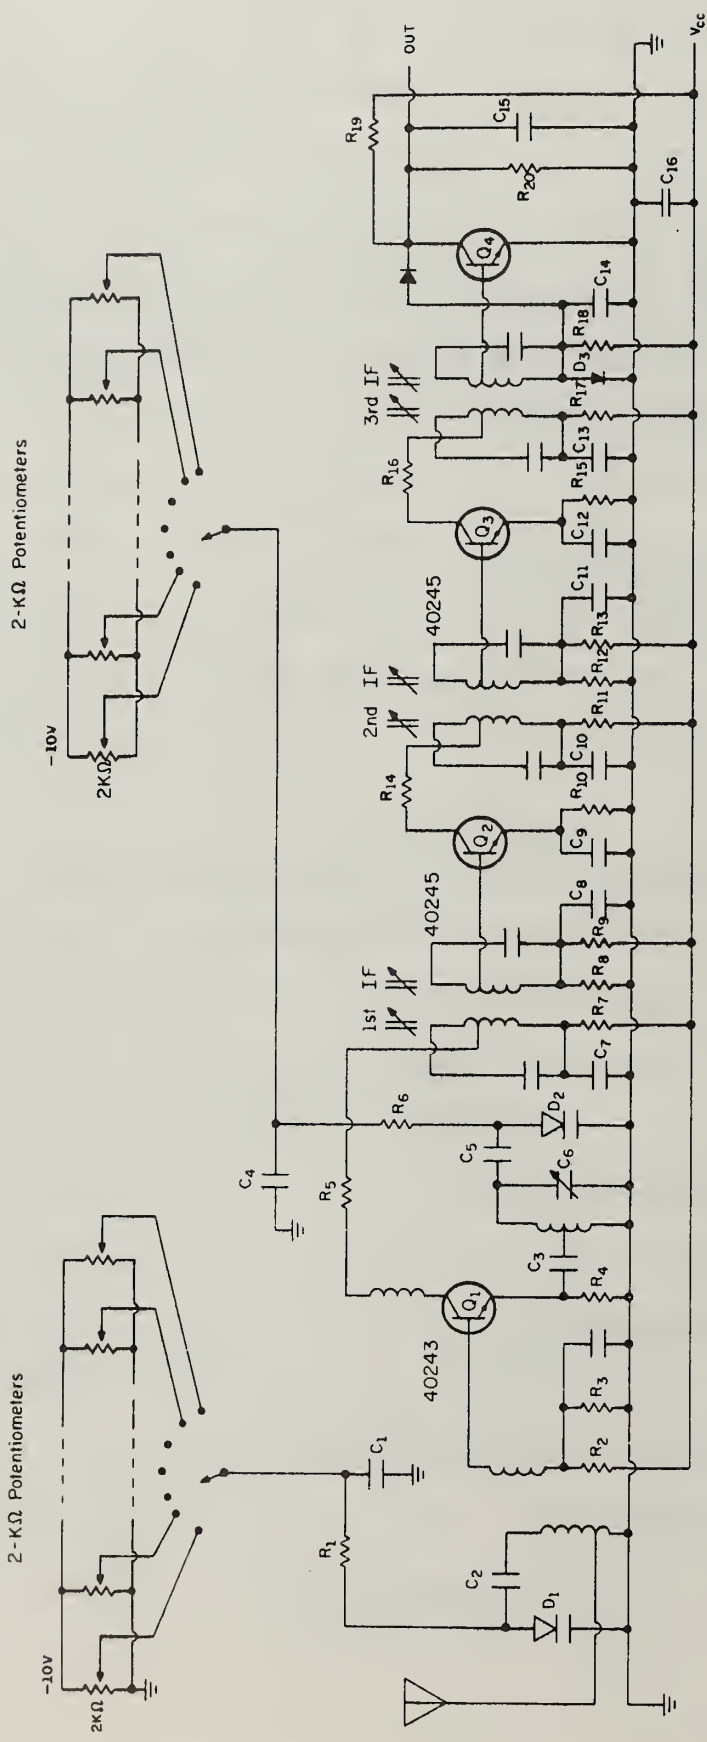 2-KΩ Potentiometers
-10V
2KΩ
2-KΩ Potentiometers
-10V
2KΩ
C1
R1
C2
D1
40243
Q1
R2
R3
R4
C3
R5
C4
R6
C5
C6
D2
1st IF
C7
R7
R8
R9
C8
40245
Q2
C9
R10
R14
2nd IF
C10
R11
R12
R13
C11
40245
Q3
C12
R15
R16
3rd IF
C13
R17
D3
R18
C14
Q4
R19
R20
C15
C16
OUT
Vcc